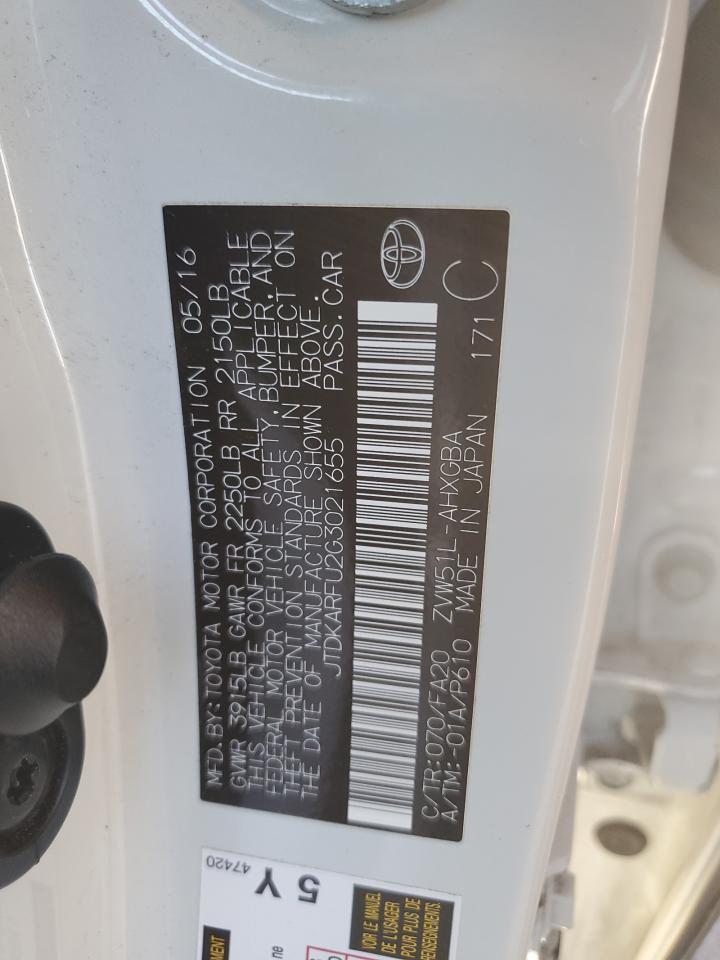 MFD. BY: TOYOTA MOTOR CORPORATION 05/16
GVWR 3915LB GAWR FR 2250LB RR 2150LB
THIS VEHICLE CONFORMS TO ALL APPLICABLE
FEDERAL MOTOR VEHICLE SAFETY, BUMPER, AND
THEFT PREVENTION STANDARDS IN EFFECT ON
THE DATE OF MANUFACTURE SHOWN ABOVE.
JTDKARFU2G3021655 PASS.CAR
C/TR:070/FA20 ZVW51L-AHXGBA
A/TM:-01A/P610 MADE IN JAPAN 171 C
47420
5Y
VOIR LE MANUEL
DE L'USAGER
POUR PLUS DE
RENSEIGNEMENTS.